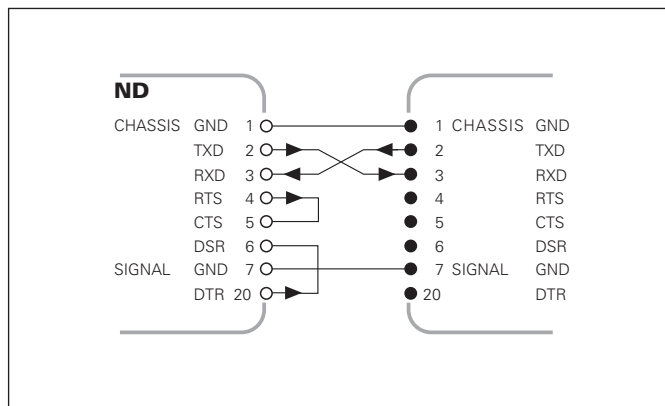 ND
CHASSIS GND 1 1 CHASSIS GND
TXD 2 2 TXD
RXD 3 3 RXD
RTS 4 4 RTS
CTS 5 5 CTS
DSR 6 6 DSR
SIGNAL GND 7 7 SIGNAL GND
DTR 20 20 DTR